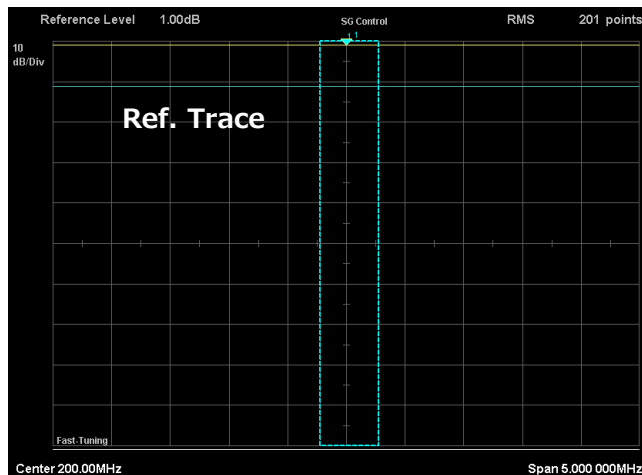 Reference Level 1.00dB SG Control RMS 201 points
10
dB/Div
1
Ref. Trace
Fast-Tuning
Center 200.00MHz Span 5.000 000MHz